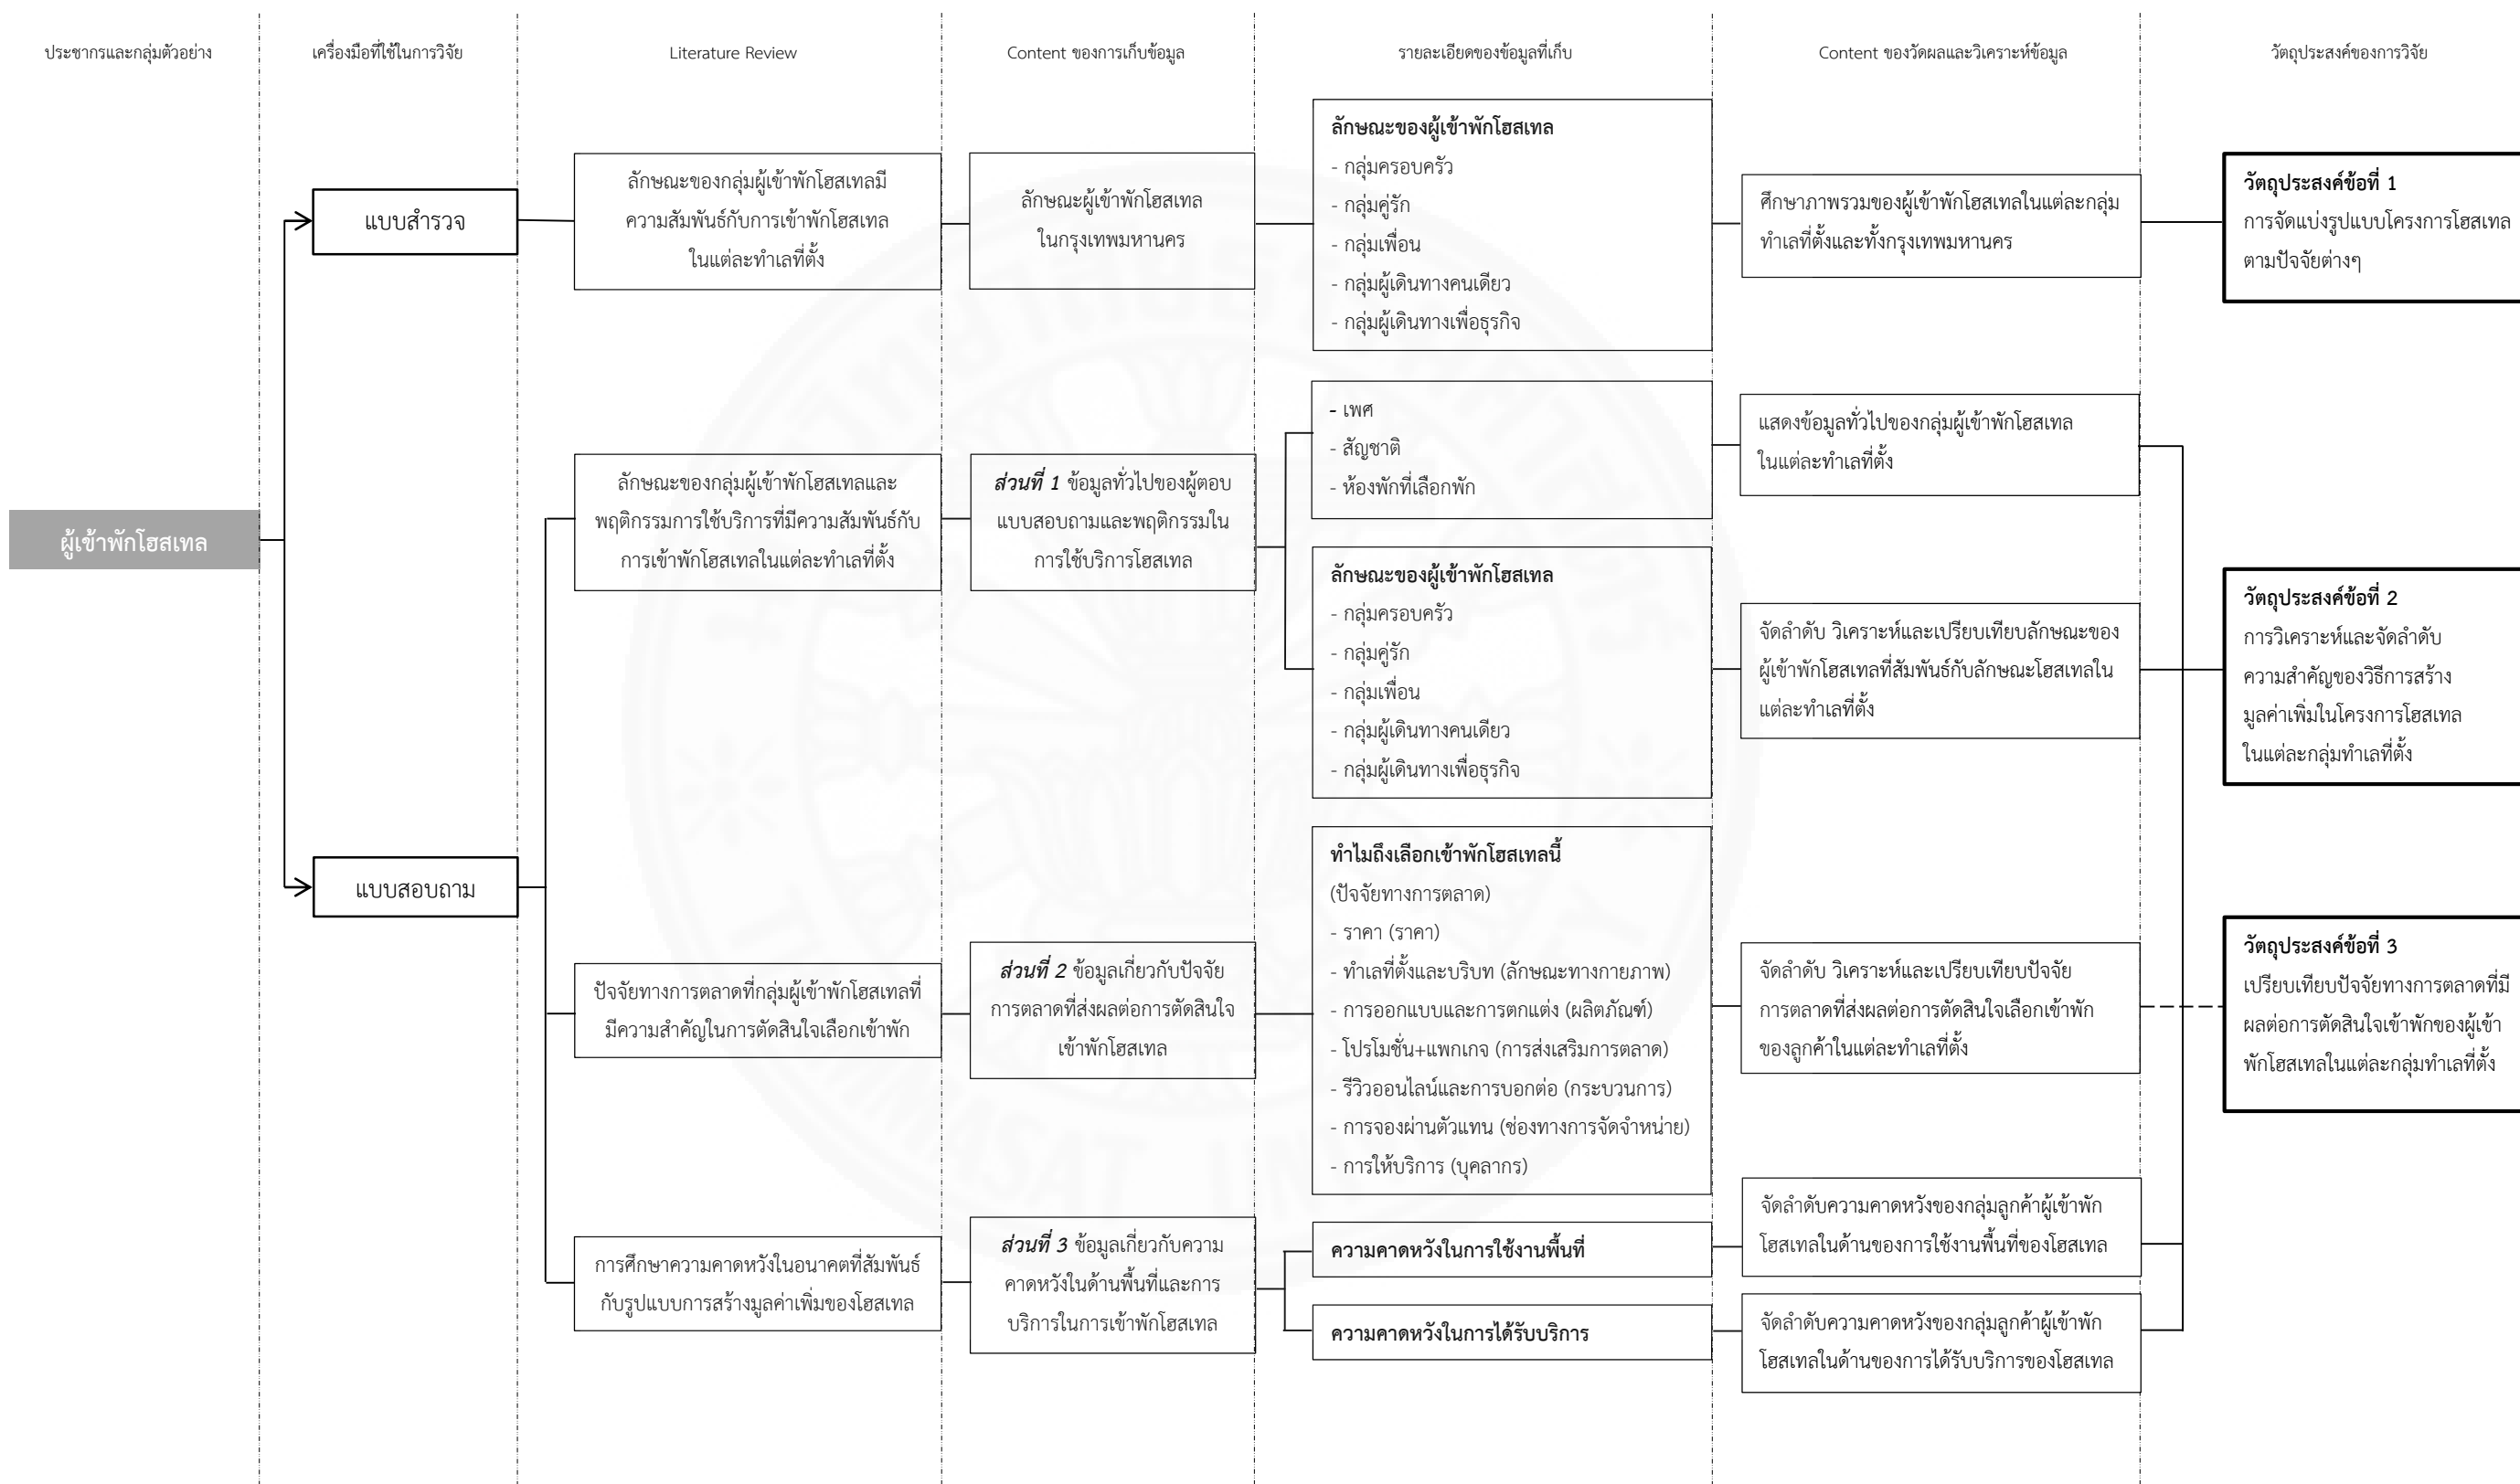 ประชากรและกลุ่มตัวอย่าง
เครื่องมือที่ใช้ในการวิจัย
Literature Review
Content ของการเก็บข้อมูล
รายละเอียดของข้อมูลที่เก็บ
Content ของวัดผลและวิเคราะห์ข้อมูล
วัตถุประสงค์ของการวิจัย
ผู้เข้าพักโฮสเทล
แบบสำรวจ
ลักษณะของกลุ่มผู้เข้าพักโฮสเทลมี
ความสัมพันธ์กับการเข้าพักโฮสเทล
ในแต่ละทำเลที่ตั้ง
ลักษณะผู้เข้าพักโฮสเทล
ในกรุงเทพมหานคร
ลักษณะของผู้เข้าพักโฮสเทล
- กลุ่มครอบครัว
- กลุ่มคู่รัก
- กลุ่มเพื่อน
- กลุ่มผู้เดินทางคนเดียว
- กลุ่มผู้เดินทางเพื่อธุรกิจ
ศึกษาภาพรวมของผู้เข้าพักโฮสเทลในแต่ละกลุ่ม
ทำเลที่ตั้งและทั้งกรุงเทพมหานคร
วัตถุประสงค์ข้อที่ 1
การจัดแบ่งรูปแบบโครงการโฮสเทล
ตามปัจจัยต่างๆ
แบบสอบถาม
ลักษณะของกลุ่มผู้เข้าพักโฮสเทลและ
พฤติกรรมการใช้บริการที่มีความสัมพันธ์กับ
การเข้าพักโฮสเทลในแต่ละทำเลที่ตั้ง
ส่วนที่ 1 ข้อมูลทั่วไปของผู้ตอบ
แบบสอบถามและพฤติกรรมใน
การใช้บริการโฮสเทล
- เพศ
- สัญชาติ
- ห้องพักที่เลือกพัก
แสดงข้อมูลทั่วไปของกลุ่มผู้เข้าพักโฮสเทล
ในแต่ละทำเลที่ตั้ง
ลักษณะของผู้เข้าพักโฮสเทล
- กลุ่มครอบครัว
- กลุ่มคู่รัก
- กลุ่มเพื่อน
- กลุ่มผู้เดินทางคนเดียว
- กลุ่มผู้เดินทางเพื่อธุรกิจ
จัดลำดับ วิเคราะห์และเปรียบเทียบลักษณะของ
ผู้เข้าพักโฮสเทลที่สัมพันธ์กับลักษณะโฮสเทลใน
แต่ละทำเลที่ตั้ง
วัตถุประสงค์ข้อที่ 2
การวิเคราะห์และจัดลำดับ
ความสำคัญของวิธีการสร้าง
มูลค่าเพิ่มในโครงการโฮสเทล
ในแต่ละกลุ่มทำเลที่ตั้ง
ปัจจัยทางการตลาดที่กลุ่มผู้เข้าพักโฮสเทลที่
มีความสำคัญในการตัดสินใจเลือกเข้าพัก
ส่วนที่ 2 ข้อมูลเกี่ยวกับปัจจัย
การตลาดที่ส่งผลต่อการตัดสินใจ
เข้าพักโฮสเทล
ทำไมถึงเลือกเข้าพักโฮสเทลนี้
(ปัจจัยทางการตลาด)
- ราคา (ราคา)
- ทำเลที่ตั้งและบริบท (ลักษณะทางกายภาพ)
- การออกแบบและการตกแต่ง (ผลิตภัณฑ์)
- โปรโมชั่น+แพกเกจ (การส่งเสริมการตลาด)
- รีวิวออนไลน์และการบอกต่อ (กระบวนการ)
- การจองผ่านตัวแทน (ช่องทางการจัดจำหน่าย)
- การให้บริการ (บุคลากร)
จัดลำดับ วิเคราะห์และเปรียบเทียบปัจจัย
การตลาดที่ส่งผลต่อการตัดสินใจเลือกเข้าพัก
ของลูกค้าในแต่ละทำเลที่ตั้ง
วัตถุประสงค์ข้อที่ 3
เปรียบเทียบปัจจัยทางการตลาดที่มี
ผลต่อการตัดสินใจเข้าพักของผู้เข้า
พักโฮสเทลในแต่ละกลุ่มทำเลที่ตั้ง
การศึกษาความคาดหวังในอนาคตที่สัมพันธ์
กับรูปแบบการสร้างมูลค่าเพิ่มของโฮสเทล
ส่วนที่ 3 ข้อมูลเกี่ยวกับความ
คาดหวังในด้านพื้นที่และการ
บริการในการเข้าพักโฮสเทล
ความคาดหวังในการใช้งานพื้นที่
ความคาดหวังในการได้รับบริการ
จัดลำดับความคาดหวังของกลุ่มลูกค้าผู้เข้าพัก
โฮสเทลในด้านของการใช้งานพื้นที่ของโฮสเทล
จัดลำดับความคาดหวังของกลุ่มลูกค้าผู้เข้าพัก
โฮสเทลในด้านของการได้รับบริการของโฮสเทล